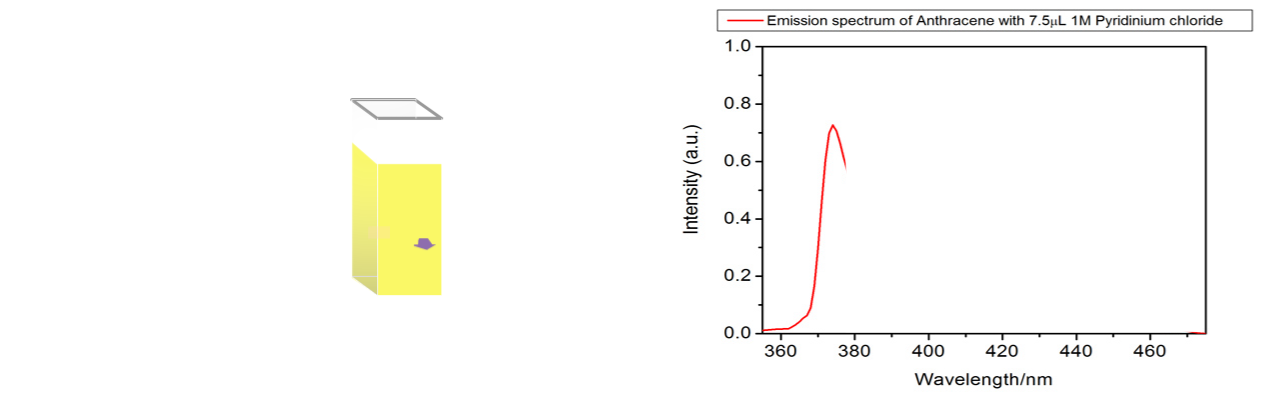 Emission spectrum of Anthracene with 7.5μL 1M Pyridinium chloride
1.0
0.8
0.6
0.4
0.2
0.0
Intensity (a.u.)
360 380 400 420 440 460
Wavelength/nm